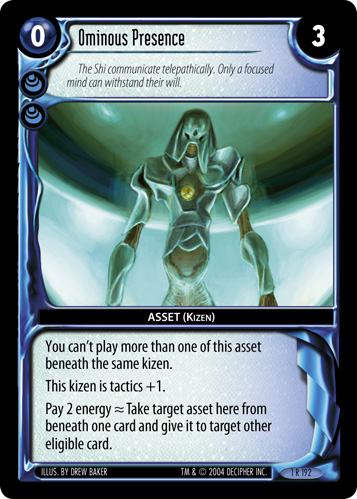 0 Ominous Presence 3
The Shi communicate telepathically. Only a focused
mind can withstand their will.
ASSET (KIZEN)
You can't play more than one of this asset
beneath the same kizen.
This kizen is tactics +1.
Pay 2 energy ≈ Take target asset here from
beneath one card and give it to target other
eligible card.
ILLUS. BY DREW BAKER TM & © 2004 DECIPHER INC. 1 R 192